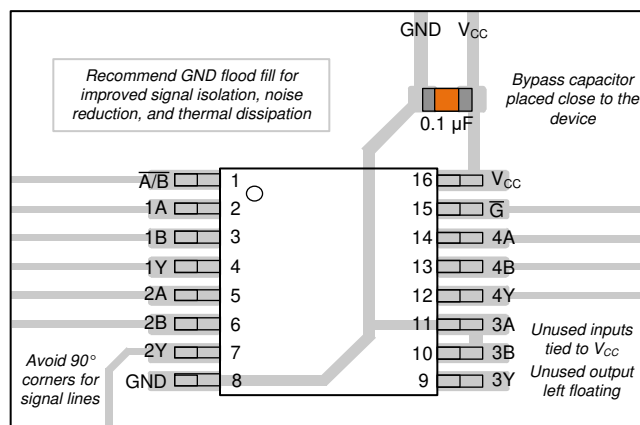 GND VCC
Recommend GND flood fill for
improved signal isolation, noise
reduction, and thermal dissipation
Bypass capacitor
placed close to the
device
0.1 µF
A̅/̅B̅ 1 16 VCC
1A 2 15 G̅
1B 3 14 4A
1Y 4 13 4B
2A 5 12 4Y
2B 6 11 3A
2Y 7 10 3B
GND 8 9 3Y
Avoid 90°
corners for
signal lines
Unused inputs
tied to VCC
Unused output
left floating